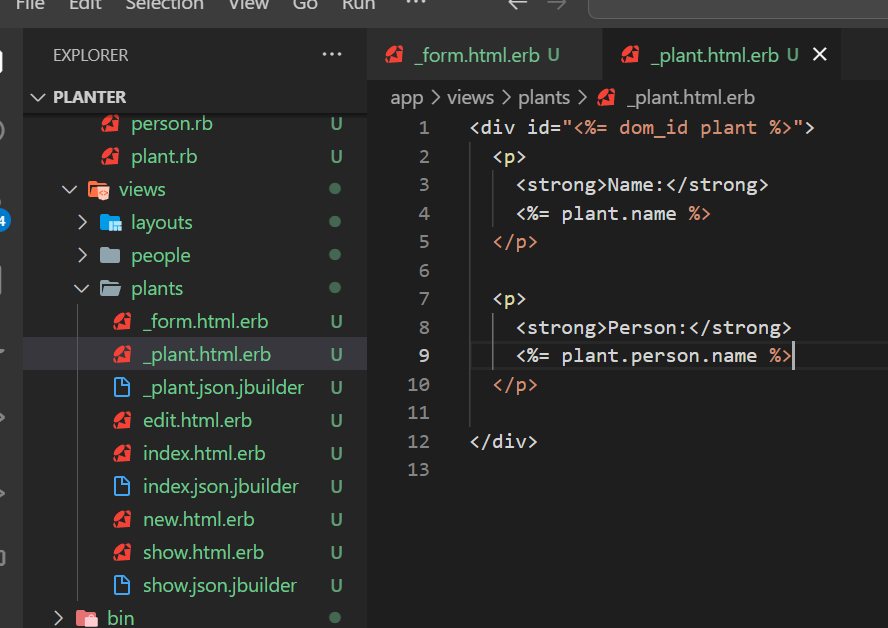 File Edit Selection View Go Run ...
EXPLORER ...
PLANTER
person.rb U
plant.rb U
views
layouts
people
plants
_form.html.erb U
_plant.html.erb U
_plant.json.jbuilder U
edit.html.erb U
index.html.erb U
index.json.jbuilder U
new.html.erb U
show.html.erb U
show.json.jbuilder U
bin
4
_form.html.erb U _plant.html.erb U
app > views > plants > _plant.html.erb
1 <div id="<%= dom_id plant %>">
2 <p>
3 <strong>Name:</strong>
4 <%= plant.name %>
5 </p>
6
7 <p>
8 <strong>Person:</strong>
9 <%= plant.person.name %>
10 </p>
11
12 </div>
13